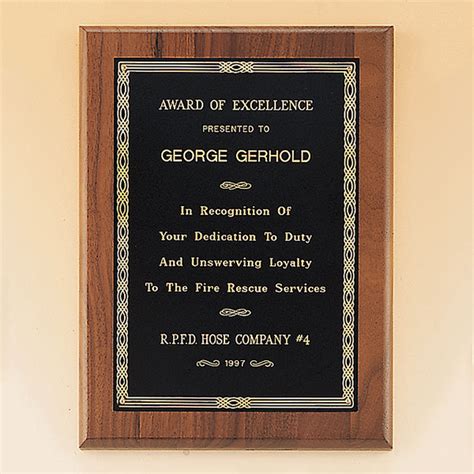 AWARD OF EXCELLENCE
PRESENTED TO
GEORGE GERHOLD
In Recognition Of
Your Dedication To Duty
And Unswerving Loyalty
To The Fire Rescue Services
R.P.F.D. HOSE COMPANY #4
1997